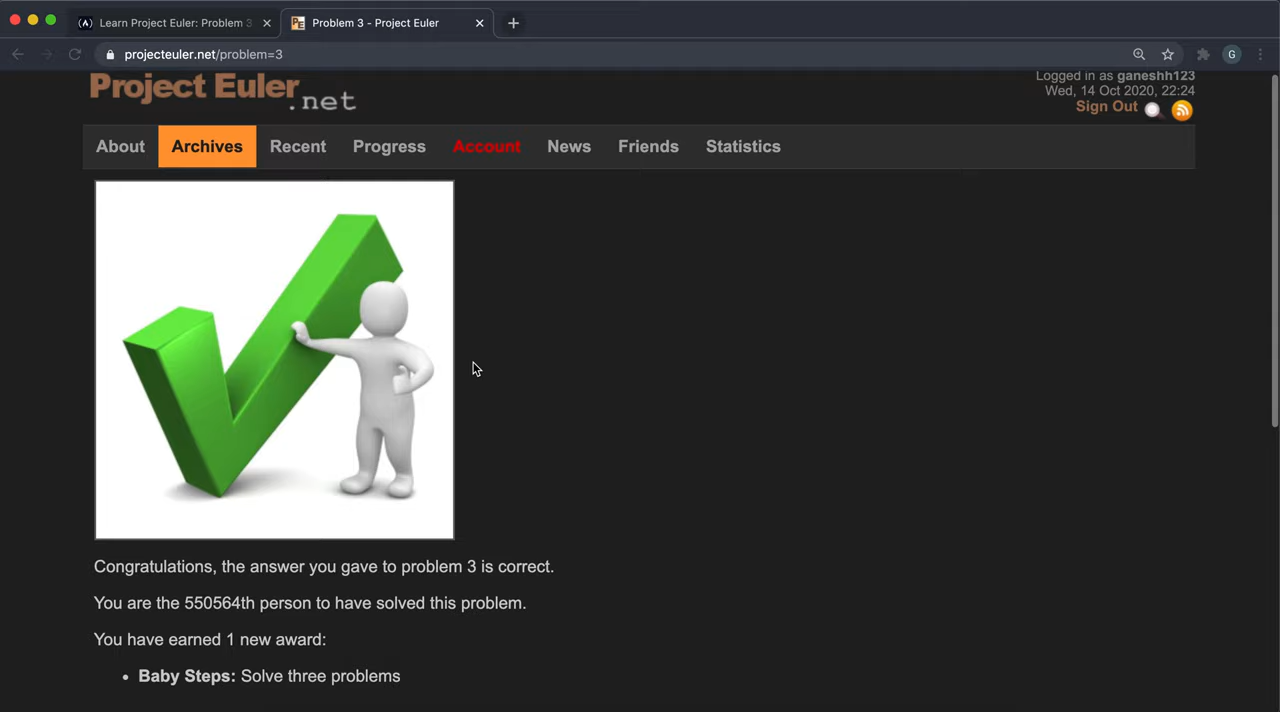 Learn Project Euler: Problem 3
Problem 3 - Project Euler
projecteuler.net/problem=3
G
Project Euler
.net
Logged in as ganeshh123
Wed, 14 Oct 2020, 22:24
Sign Out
About Archives Recent Progress Account News Friends Statistics
Congratulations, the answer you gave to problem 3 is correct.
You are the 550564th person to have solved this problem.
You have earned 1 new award:
• Baby Steps: Solve three problems